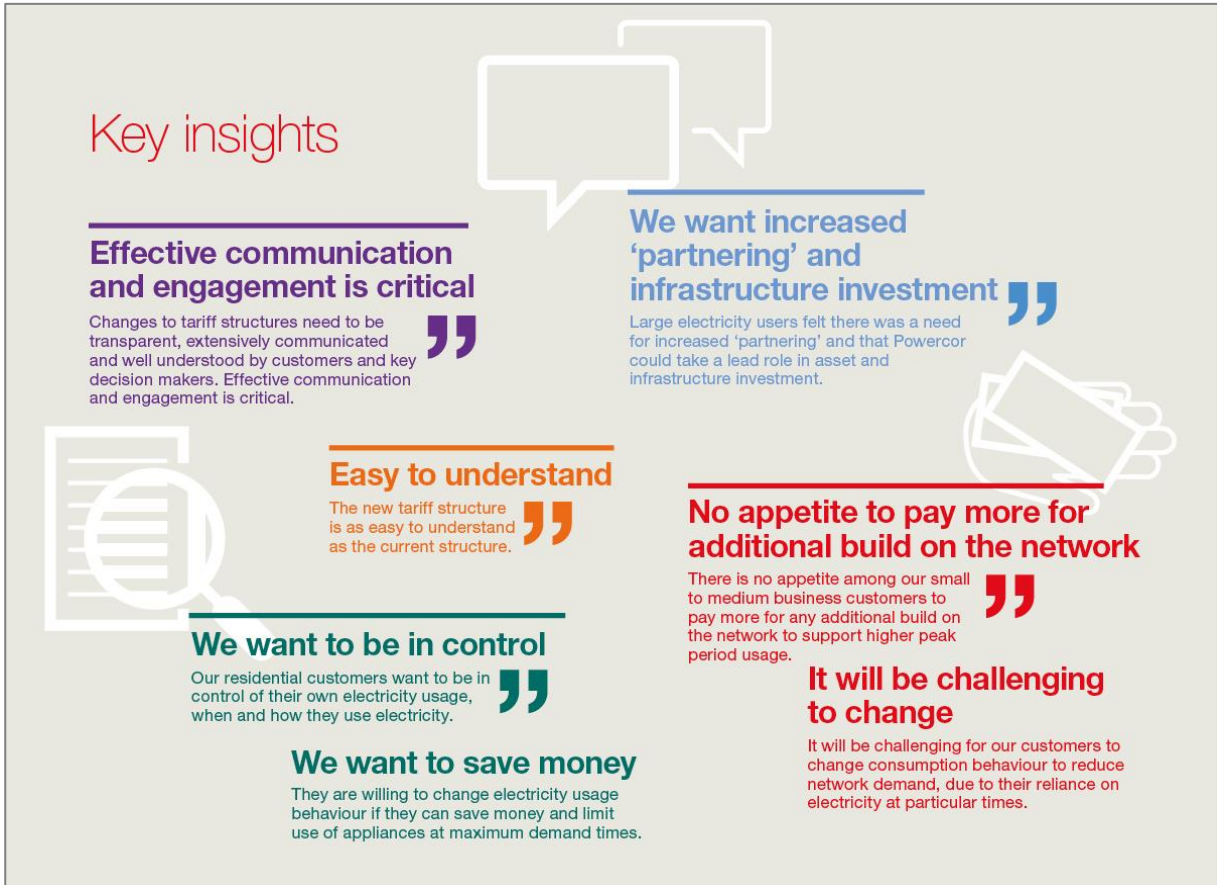 Key insights
Effective communication
and engagement is critical
Changes to tariff structures need to be
transparent, extensively communicated
and well understood by customers and key
decision makers. Effective communication
and engagement is critical.
”
We want increased
‘partnering’ and
infrastructure investment
Large electricity users felt there was a need
for increased ‘partnering’ and that Powercor
could take a lead role in asset and
infrastructure investment.
”
Easy to understand
The new tariff structure
is as easy to understand
as the current structure.
”
No appetite to pay more for
additional build on the network
There is no appetite among our small
to medium business customers to
pay more for any additional build on
the network to support higher peak
period usage.
”
We want to be in control
Our residential customers want to be in
control of their own electricity usage,
when and how they use electricity.
”
It will be challenging
to change
It will be challenging for our customers to
change consumption behaviour to reduce
network demand, due to their reliance on
electricity at particular times.
We want to save money
They are willing to change electricity usage
behaviour if they can save money and limit
use of appliances at maximum demand times.